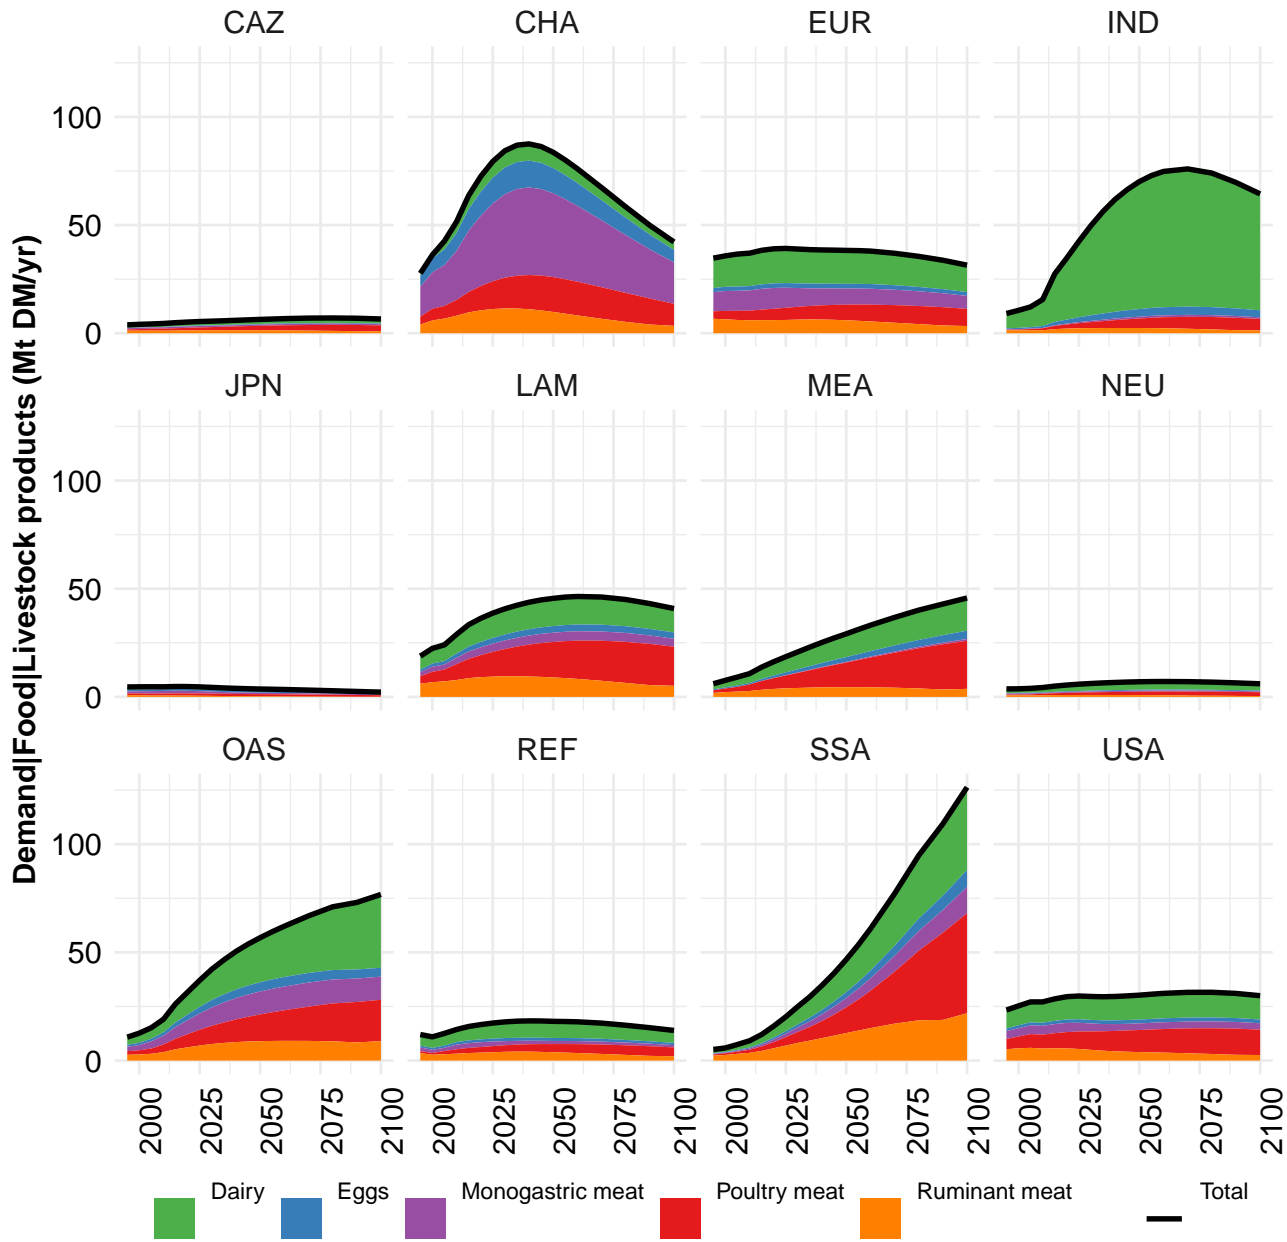 CAZ CHA EUR IND
100
50
0
JPN LAM MEA NEU
100
50
0
OAS REF SSA USA
100
50
0
Demand|Food|Livestock products (Mt DM/yr)
2000 2025 2050 2075 2100 2000 2025 2050 2075 2100 2000 2025 2050 2075 2100 2000 2025 2050 2075 2100
Dairy Eggs Monogastric meat Poultry meat Ruminant meat Total